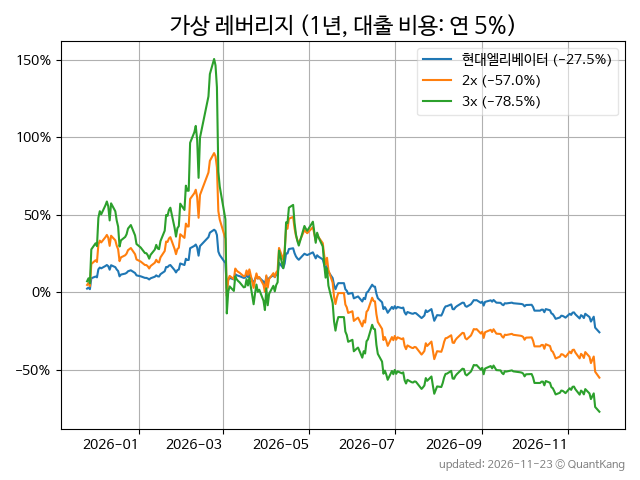 가상 레버리지 (1년, 대출 비용: 연 5%)
150%
100%
50%
0%
−50%
현대엘리베이터 (−27.5%)
2x (−57.0%)
3x (−78.5%)
2026-01
2026-03
2026-05
2026-07
2026-09
2026-11
updated: 2026-11-23 © QuantKang